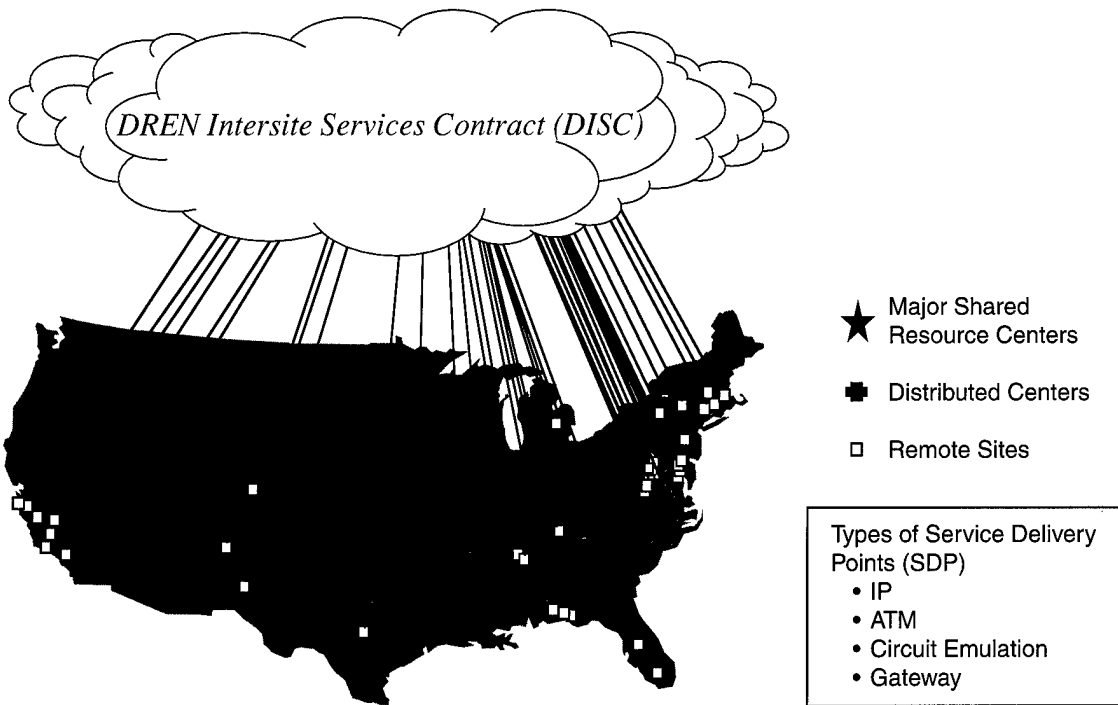 DREN Intersite Services Contract (DISC)
Major Shared
Resource Centers
Distributed Centers
Remote Sites
Types of Service Delivery
Points (SDP)
• IP
• ATM
• Circuit Emulation
• Gateway